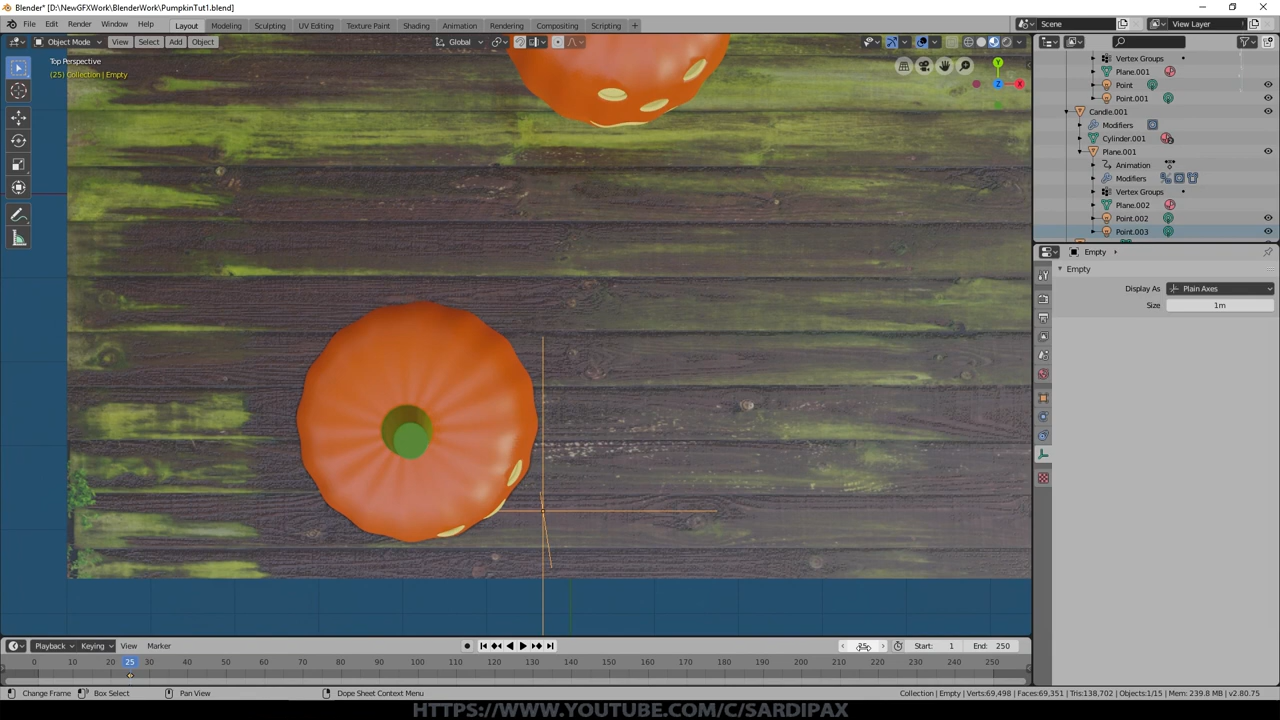 Blender* [D:\NewGFXWork\BlenderWork\PumpkinTut1.blend]
File Edit Render Window Help Layout Modeling Sculpting UV Editing Texture Paint Shading Animation Rendering Compositing Scripting + Scene View Layer
Object Mode View Select Add Object Global
Top Perspective
(25) Collection | Empty
Y
Z X
Vertex Groups
Plane.001
Point
Point.001
Candle.001
Modifiers
Cylinder.001
Plane.001
Animation
Modifiers
Vertex Groups
Plane.002
Point.002
Point.003
Empty
Empty
Display As Plain Axes
Size 1m
Playback Keying View Marker 25 Start: 1 End: 250
0 10 20 25 30 40 50 60 70 80 90 100 110 120 130 140 150 160 170 180 190 200 210 220 230 240 250
Change Frame Box Select Pan View Dope Sheet Context Menu Collection | Empty | Verts:69,498 | Faces:69,351 | Tris:138,702 | Objects:1/15 | Mem: 239.8 MB | v2.80.75
HTTPS://WWW.YOUTUBE.COM/C/SARDIPAX